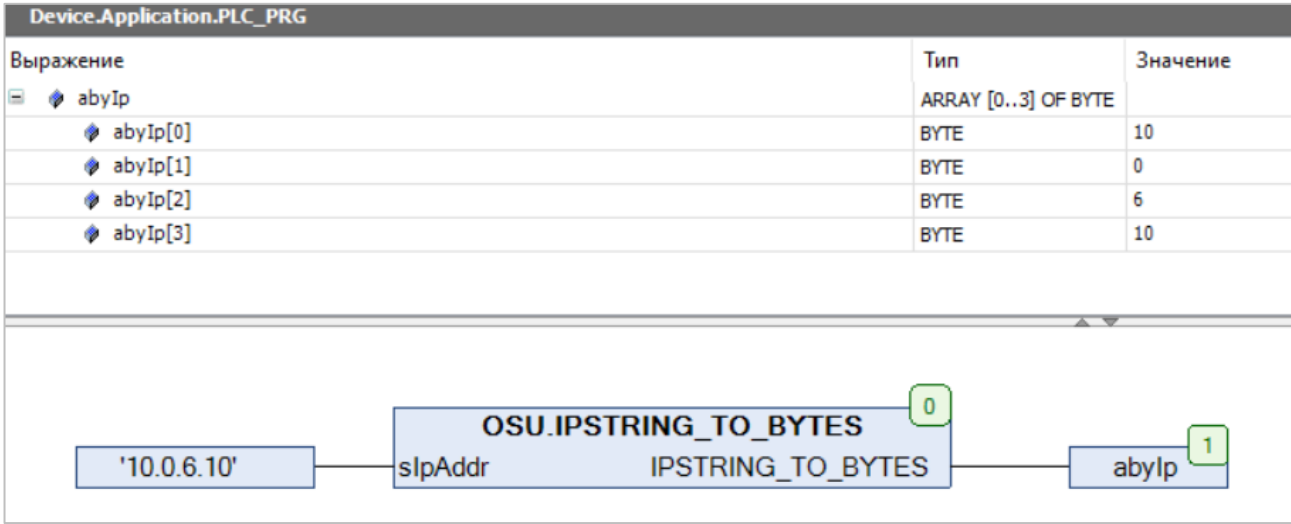 Device.Application.PLC_PRG
Выражение Тип Значение
abyIp ARRAY [0..3] OF BYTE
abyIp[0] BYTE 10
abyIp[1] BYTE 0
abyIp[2] BYTE 6
abyIp[3] BYTE 10
0
OSU.IPSTRING_TO_BYTES
1
'10.0.6.10' sIpAddr IPSTRING_TO_BYTES abyIp